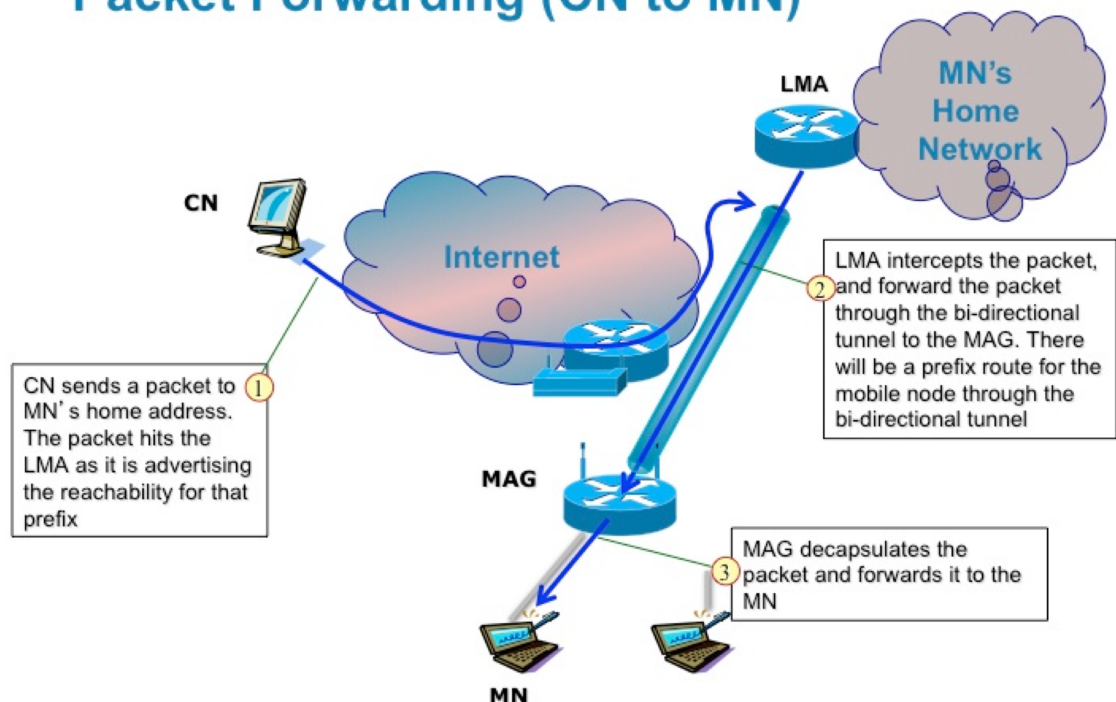 Packet Forwarding (CN to MN)
LMA
MN's
Home
Network
CN
Internet
LMA intercepts the packet,
2
and forward the packet
through the bi-directional
tunnel to the MAG. There
will be a prefix route for the
mobile node through the
bi-directional tunnel
CN sends a packet to
1
MN's home address.
The packet hits the
LMA as it is advertising
the reachability for that
prefix
MAG
MAG decapsulates the
3
packet and forwards it to the
MN
MN